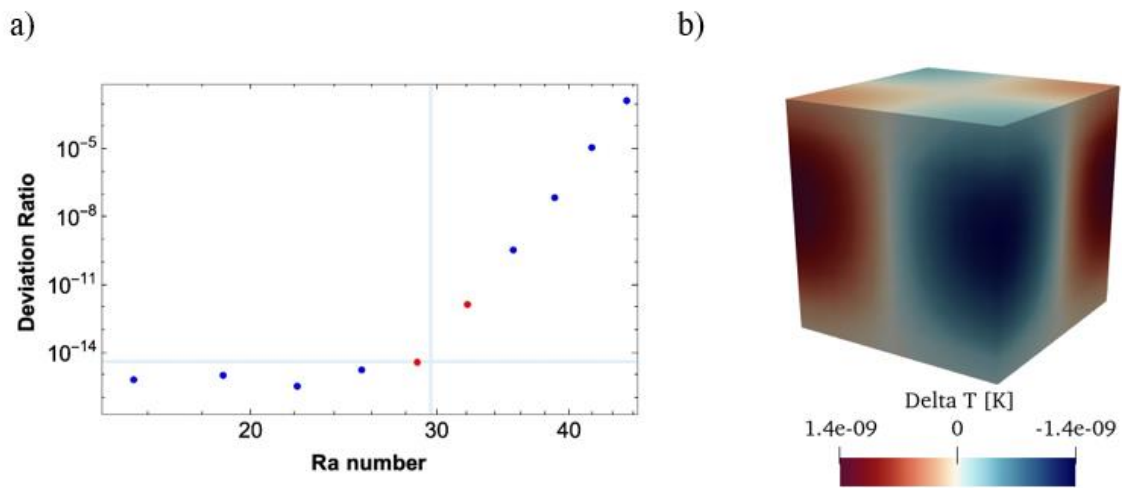 a)
b)
Deviation Ratio
10⁻⁵
10⁻⁸
10⁻¹¹
10⁻¹⁴
20
30
40
Ra number
Delta T [K]
1.4e-09 0 -1.4e-09